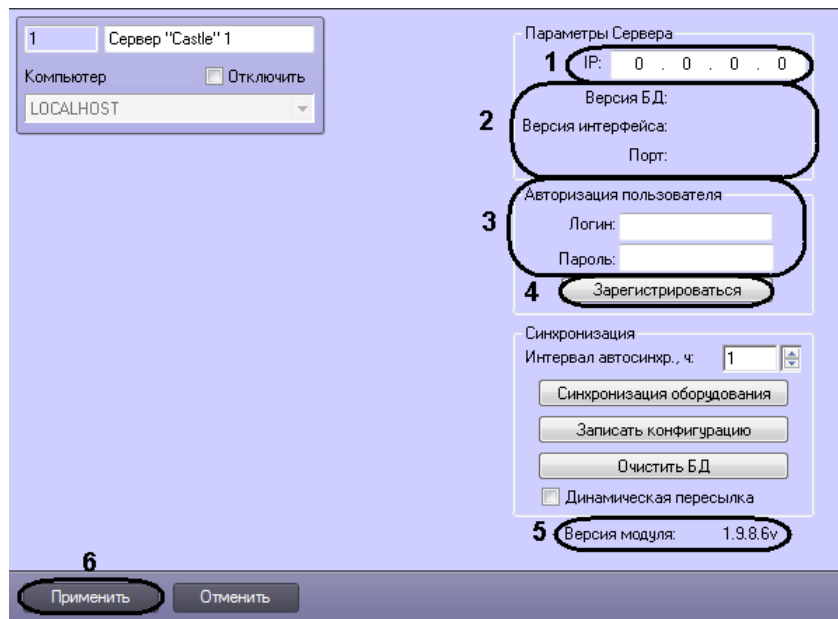 1 Сервер "Castle" 1
Компьютер Отключить
LOCALHOST
Параметры Сервера
1 IP: 0 . 0 . 0 . 0
Версия БД:
2 Версия интерфейса:
Порт:
Авторизация пользователя
3 Логин:
Пароль:
4 Зарегистрироваться
Синхронизация
Интервал автосинхр., ч: 1
Синхронизация оборудования
Записать конфигурацию
Очистить БД
Динамическая пересылка
5 Версия модуля: 1.9.8.6v
6
Применить Отменить